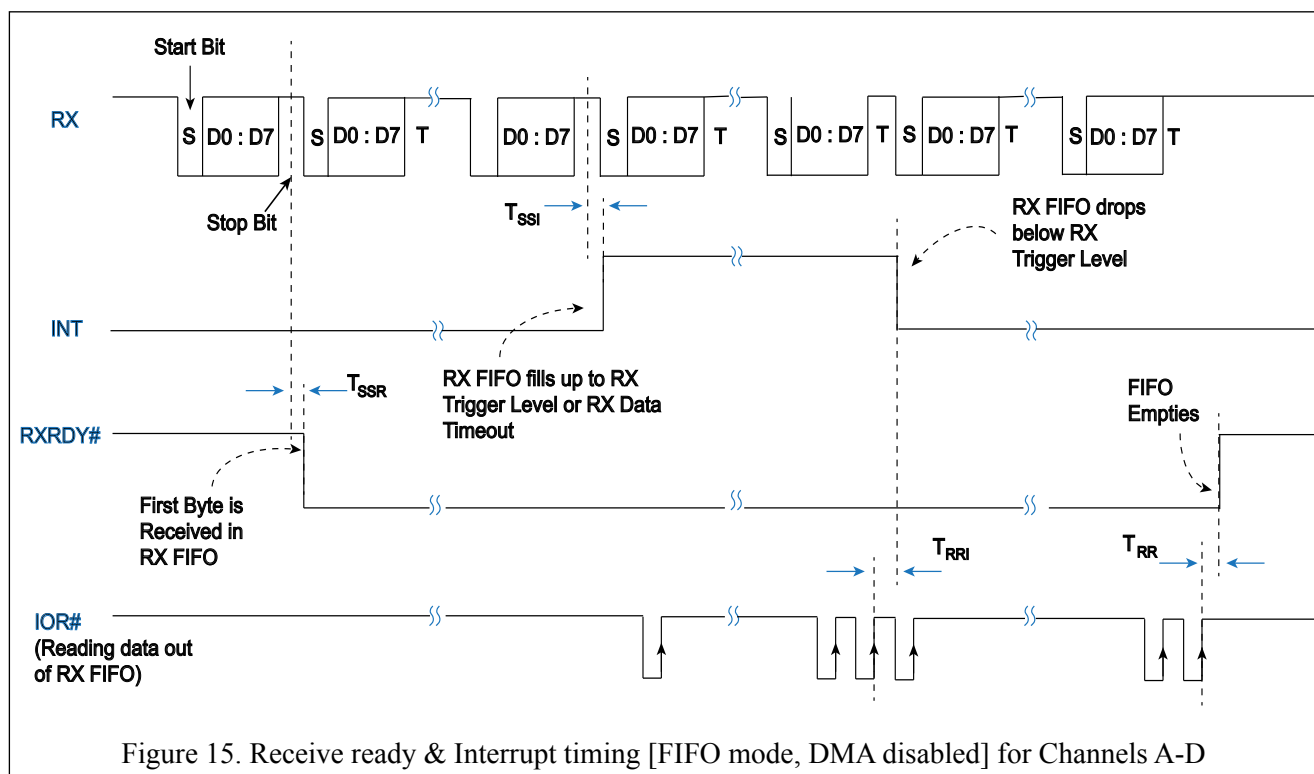 Start Bit
RX
S D0 : D7 S D0 : D7 T D0 : D7 S D0 : D7 T S D0 : D7 T S D0 : D7 T S D0 : D7 T
Stop Bit
TSSI
RX FIFO drops
below RX
Trigger Level
INT
RX FIFO fills up to RX
Trigger Level or RX Data
Timeout
TSSR
FIFO
Empties
RXRDY#
First Byte is
Received in
RX FIFO
TRRI
TRR
IOR#
(Reading data out
of RX FIFO)
Figure 15. Receive ready & Interrupt timing [FIFO mode, DMA disabled] for Channels A-D